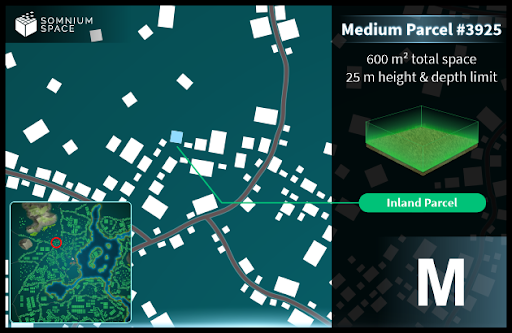 SOMNIUM
SPACE
Medium Parcel #3925
600 m² total space
25 m height & depth limit
Inland Parcel
M